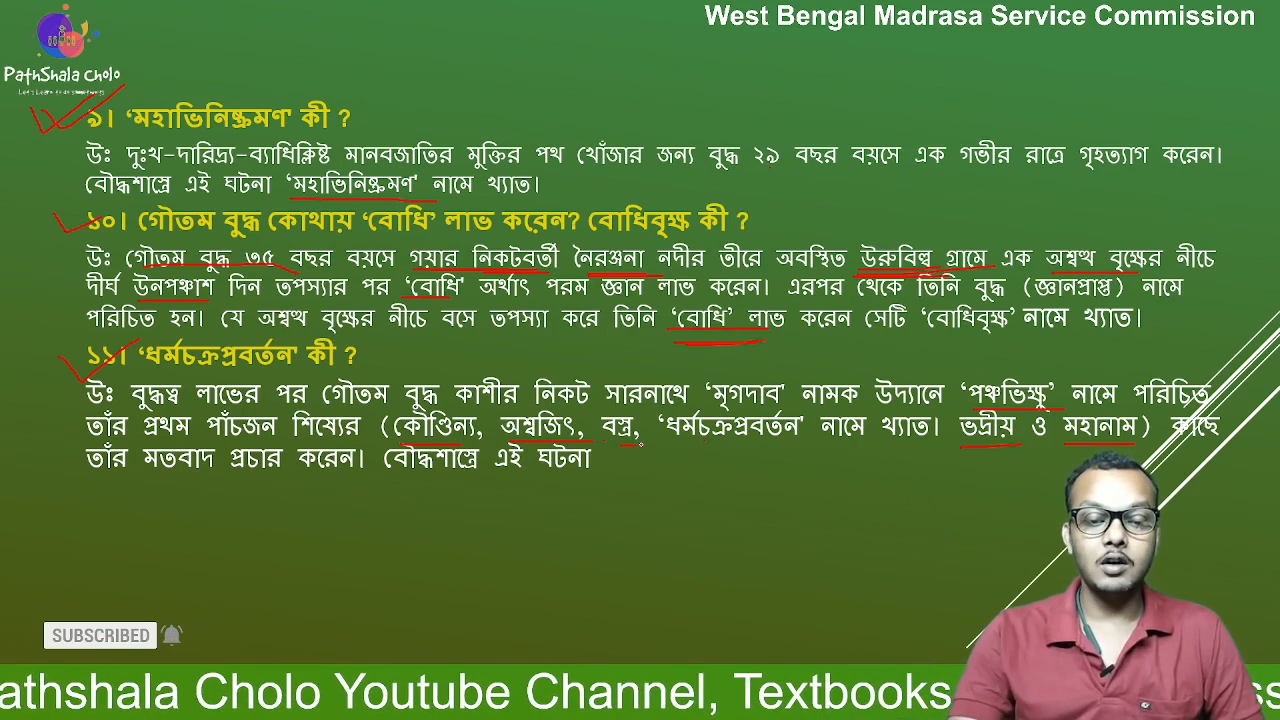 West Bengal Madrasa Service Commission
PathShala Cholo
৯। ‘মহাভিনিষ্ক্রমণ' কী ?
উঃ দুঃখ-দারিদ্র্য-ব্যাধিক্লিষ্ট মানবজাতির মুক্তির পথ খোঁজার জন্য বুদ্ধ ২৯ বছর বয়সে এক গভীর রাত্রে গৃহত্যাগ করেন।
বৌদ্ধশাস্ত্রে এই ঘটনা ‘মহাভিনিষ্ক্রমণ' নামে খ্যাত।
১০। গৌতম বুদ্ধ কোথায় ‘বোধি’ লাভ করেন? বোধিবৃক্ষ কী ?
উঃ গৌতম বুদ্ধ ৩৫ বছর বয়সে গয়ার নিকটবর্তী নৈরঞ্জনা নদীর তীরে অবস্থিত উরুবিল্ব গ্রামে এক অশ্বত্থ বৃক্ষের নীচে
দীর্ঘ উনপঞ্চাশ দিন তপস্যার পর ‘বোধি' অর্থাৎ পরম জ্ঞান লাভ করেন। এরপর থেকে তিনি বুদ্ধ (জ্ঞানপ্রাপ্ত) নামে
পরিচিত হন। যে অশ্বত্থ বৃক্ষের নীচে বসে তপস্যা করে তিনি ‘বোধি’ লাভ করেন সেটি ‘বোধিবৃক্ষ’ নামে খ্যাত।
১১। ‘ধর্মচক্রপ্রবর্তন' কী ?
উঃ বুদ্ধত্ব লাভের পর গৌতম বুদ্ধ কাশীর নিকট সারনাথে ‘মৃগদাব' নামক উদ্যানে ‘পঞ্চভিক্ষু’ নামে পরিচিত
তাঁর প্রথম পাঁচজন শিষ্যের (কৌণ্ডিন্য, অশ্বজিৎ, বস্ত্র, ‘ধর্মচক্রপ্রবর্তন' নামে খ্যাত। ভদ্রীয় ও মহানাম) কাছে
তাঁর মতবাদ প্রচার করেন। বৌদ্ধশাস্ত্রে এই ঘটনা
SUBSCRIBED
athshala Cholo Youtube Channel, Textbooks